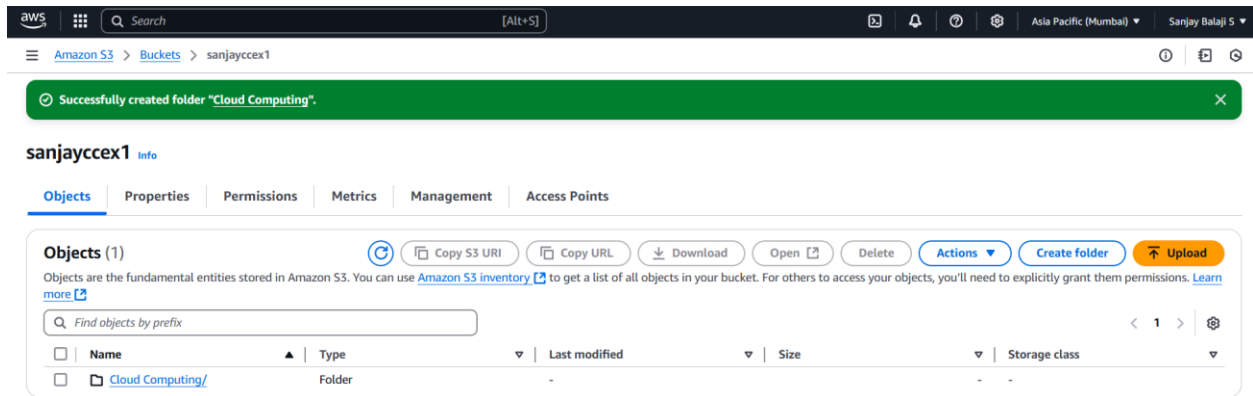 aws Search [Alt+S] Asia Pacific (Mumbai) Sanjay Balaji S
Amazon S3 > Buckets > sanjayccex1
Successfully created folder "Cloud Computing".
sanjayccex1 Info
Objects Properties Permissions Metrics Management Access Points
Objects (1) Copy S3 URI Copy URL Download Open Delete Actions Create folder Upload
Objects are the fundamental entities stored in Amazon S3. You can use Amazon S3 inventory to get a list of all objects in your bucket. For others to access your objects, you'll need to explicitly grant them permissions. Learn
more
Find objects by prefix < 1 >
Name Type Last modified Size Storage class
Cloud Computing/ Folder - - -